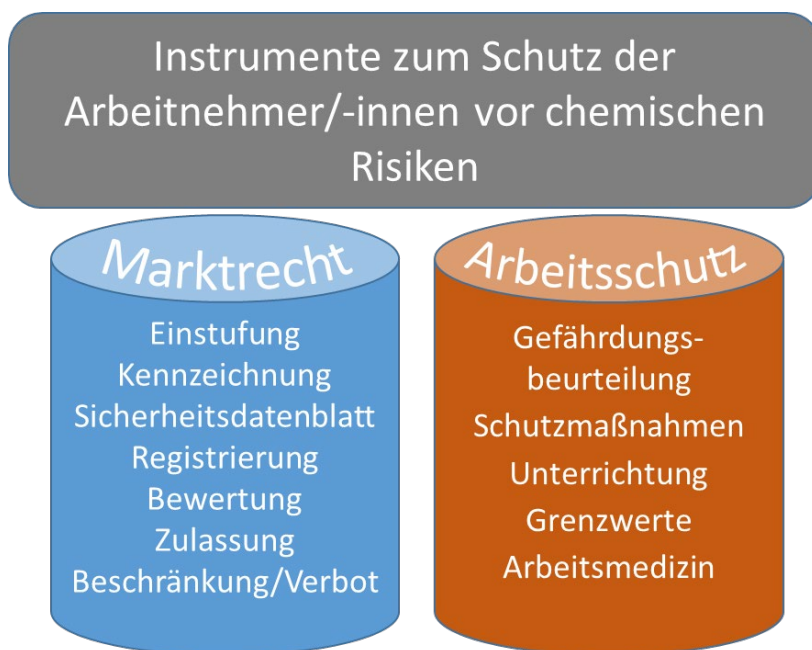 Instrumente zum Schutz der
Arbeitnehmer/-innen vor chemischen
Risiken
Marktrecht
Einstufung
Kennzeichnung
Sicherheitsdatenblatt
Registrierung
Bewertung
Zulassung
Beschränkung/Verbot
Arbeitsschutz
Gefährdungs-
beurteilung
Schutzmaßnahmen
Unterrichtung
Grenzwerte
Arbeitsmedizin